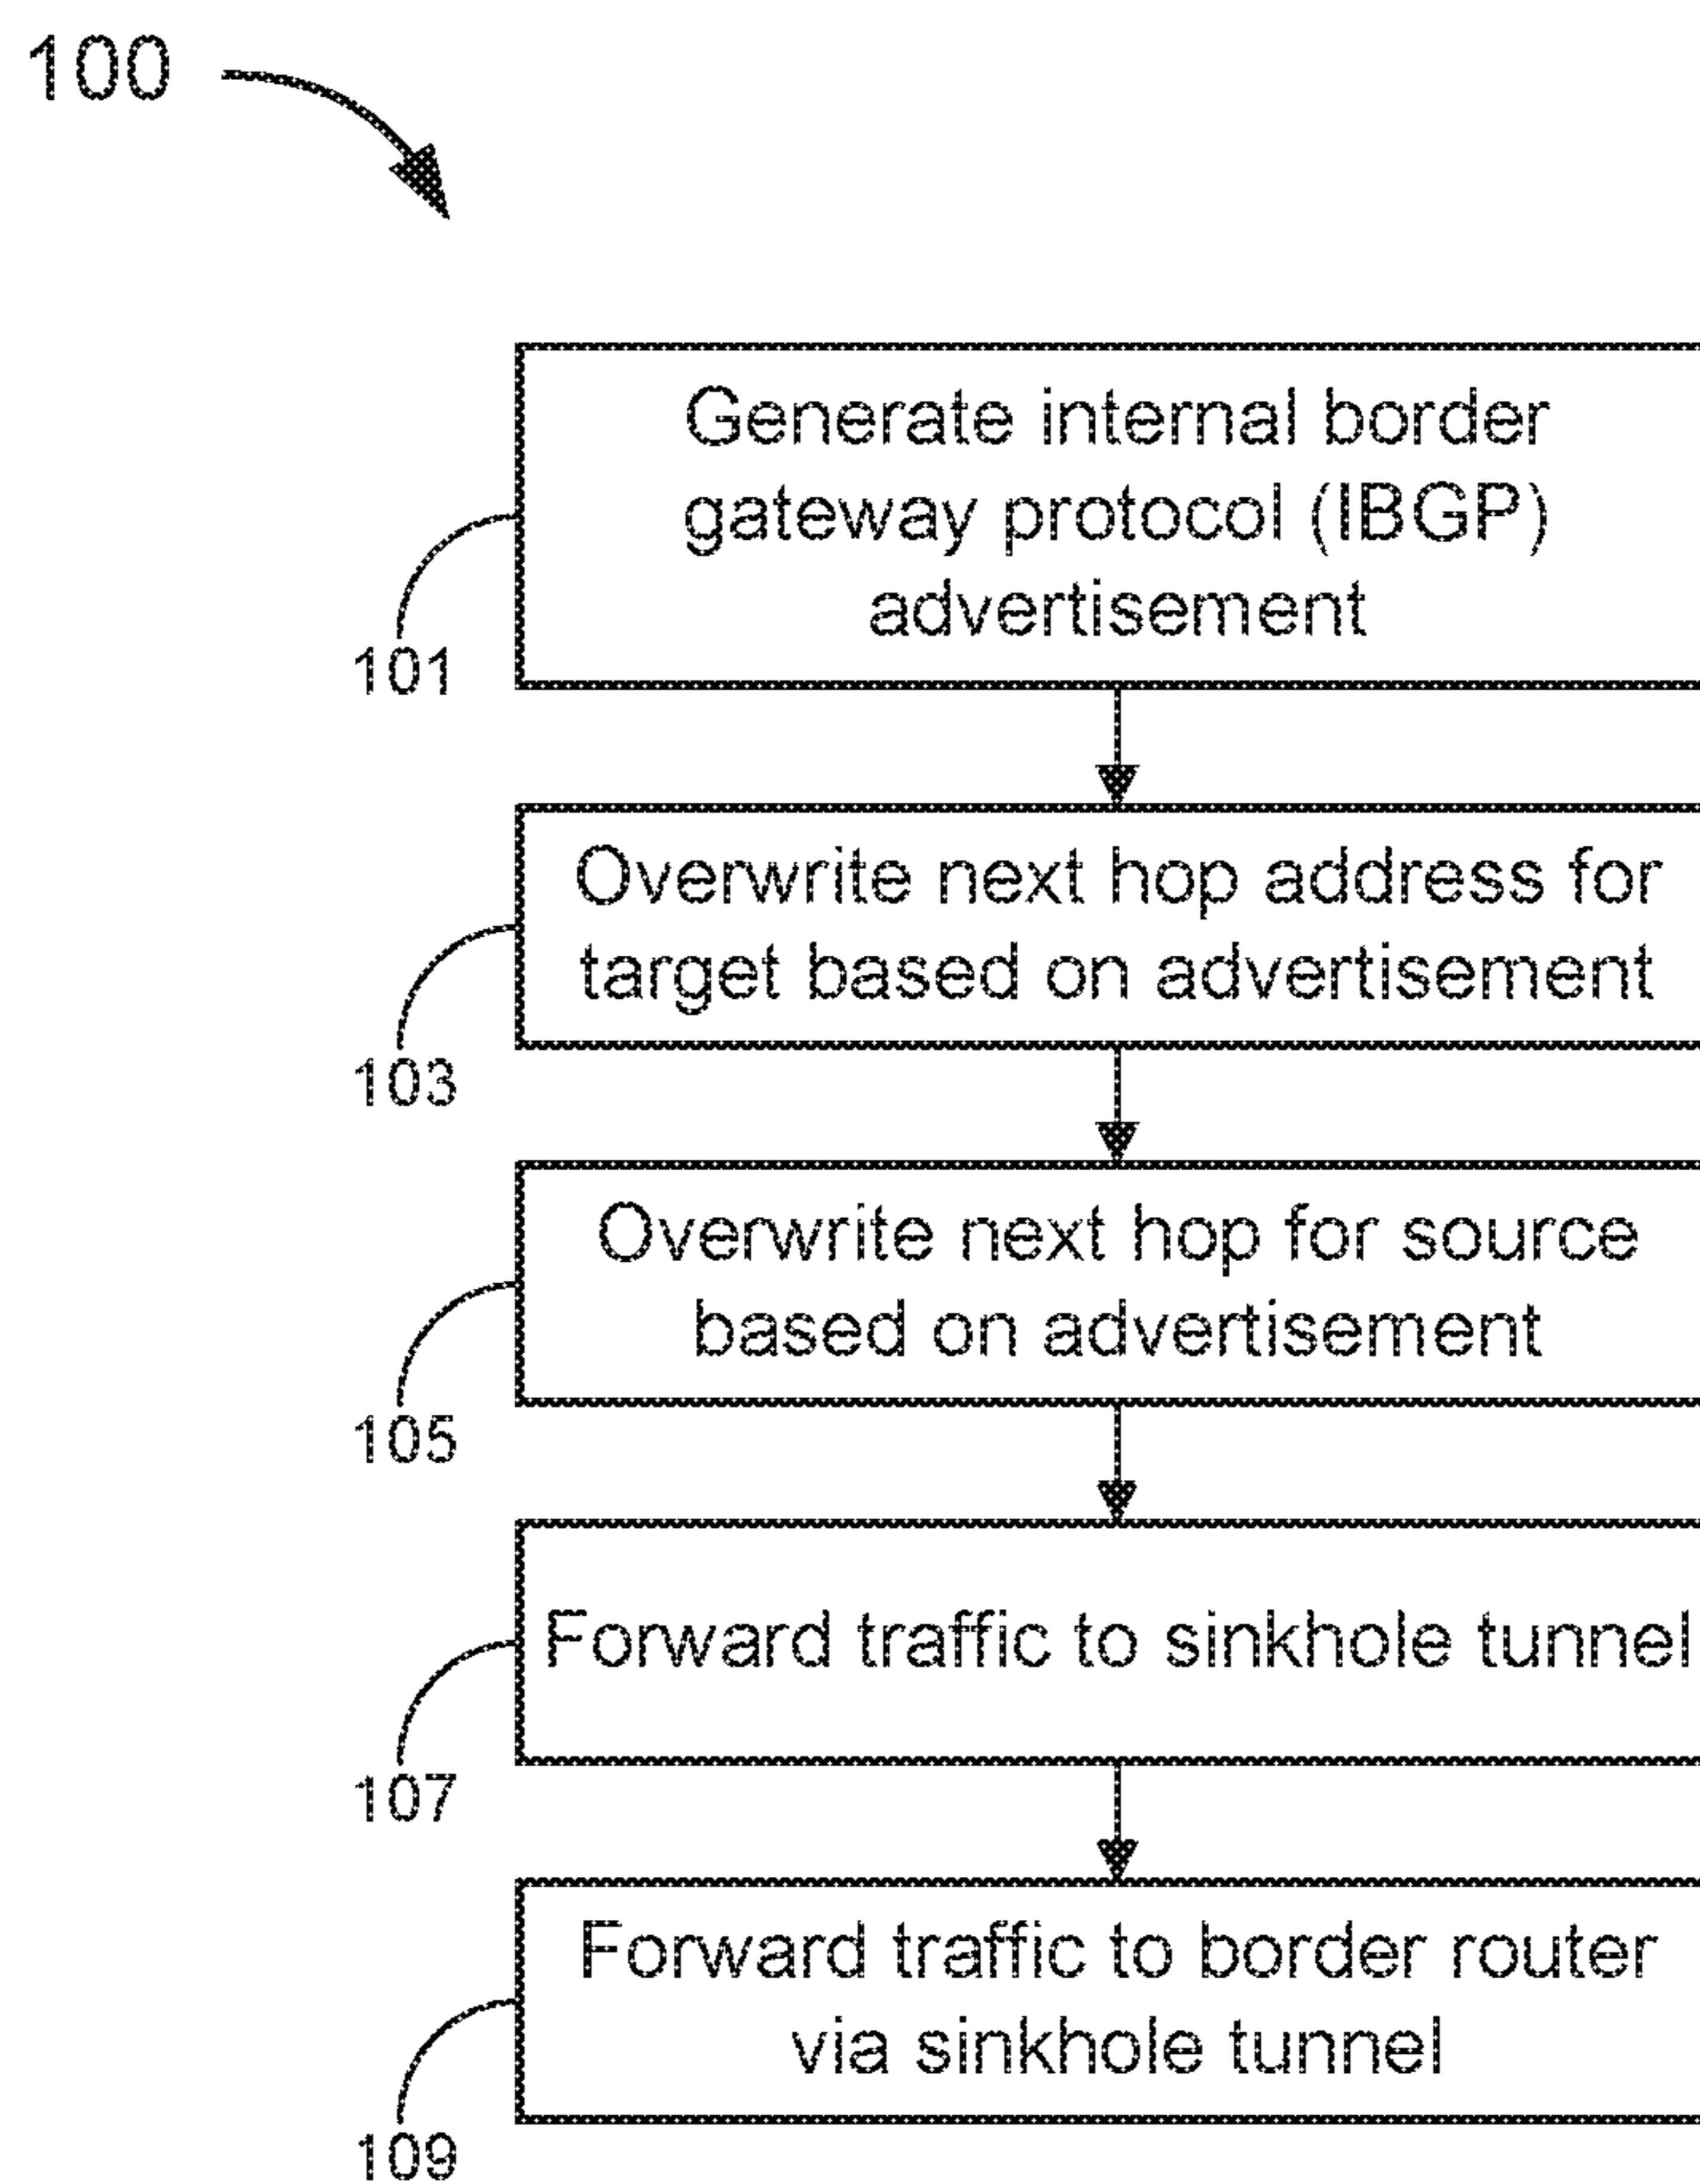 100
Generate internal border
gateway protocol (IBGP)
advertisement
101
Overwrite next hop address for
target based on advertisement
103
Overwrite next hop for source
based on advertisement
105
Forward traffic to sinkhole tunnel
107
Forward traffic to border router
via sinkhole tunnel
109